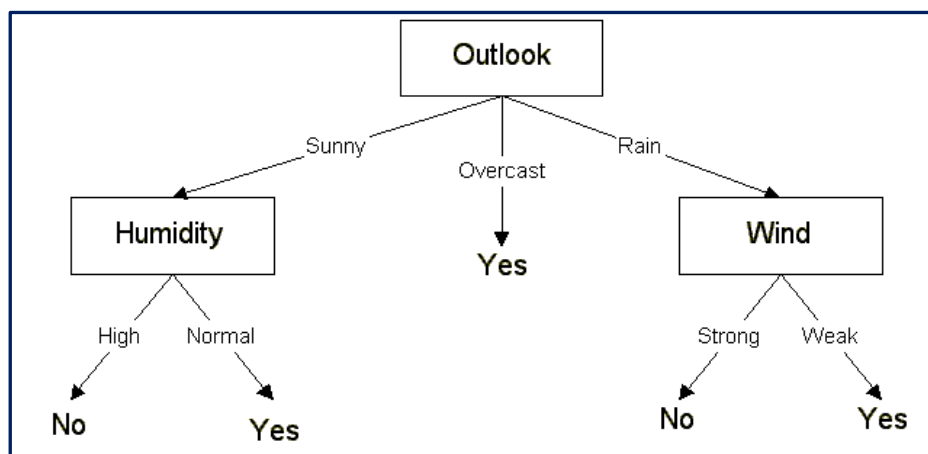 Outlook
Sunny
Overcast
Rain
Humidity
Yes
Wind
High
Normal
Strong
Weak
No
Yes
No
Yes